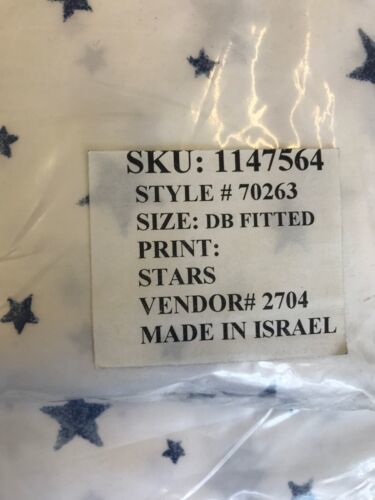 SKU: 1147564
STYLE # 70263
SIZE: DB FITTED
PRINT:
STARS
VENDOR# 2704
MADE IN ISRAEL